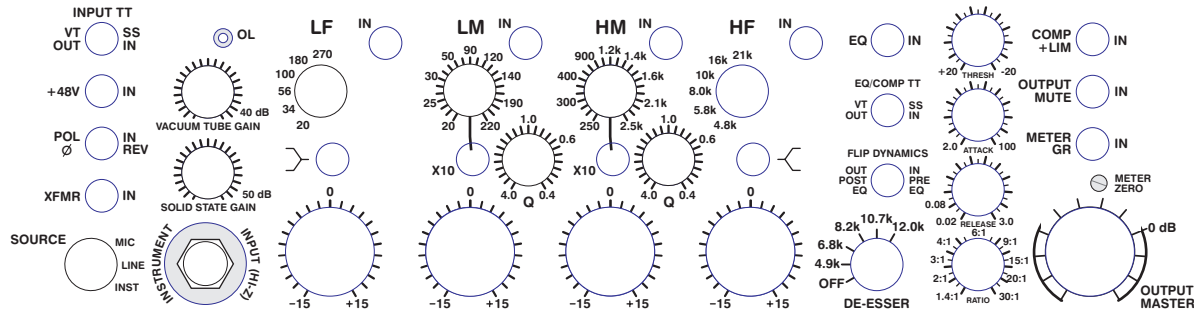 INPUT TT
VT SS
OUT IN
+48V IN
POL IN
Ø REV
XFMR IN
SOURCE
MIC
LINE
INST
OL
40 dB
VACUUM TUBE GAIN
50 dB
SOLID STATE GAIN
INSTRUMENT
INPUT (HI-Z)
LF IN
270
180
100
56
34
20
0
-15 +15
LM IN
90
50 120
30 140
25 190
20 220
X10
1.0
0.6
4.0 0.4
Q
0
-15 +15
HM IN
1.2k
900 1.4k
400 1.6k
300 2.1k
250 2.5k
X10
1.0
0.6
4.0 0.4
Q
0
-15 +15
HF IN
21k
16k
10k
8.0k
5.8k
4.8k
0
-15 +15
EQ IN
EQ/COMP TT
VT SS
OUT IN
FLIP DYNAMICS
OUT IN
POST PRE
EQ EQ
10.7k
8.2k 12.0k
6.8k
4.9k
OFF
DE-ESSER
+20 -20
THRESH
2.0 100
ATTACK
0.08
0.02 3.0
RELEASE
6:1
4:1 9:1
3:1 15:1
2:1 20:1
1.4:1 30:1
RATIO
COMP
+LIM IN
OUTPUT
MUTE IN
METER
GR IN
METER
ZERO
0 dB
OUTPUT
MASTER